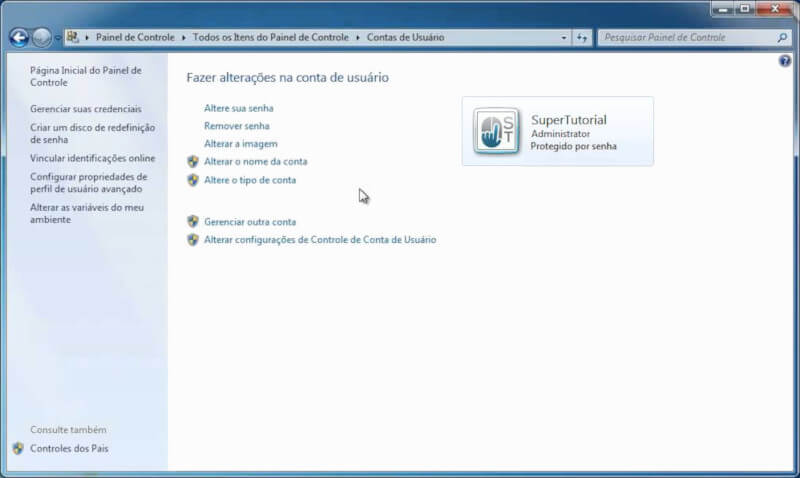 Painel de Controle ▸ Todos os Itens do Painel de Controle ▸ Contas de Usuário
Pesquisar Painel de Controle
Página Inicial do Painel de
Controle
Gerenciar suas credenciais
Criar um disco de redefinição
de senha
Vincular identificações online
Configurar propriedades de
perfil de usuário avançado
Alterar as variáveis do meu
ambiente
Fazer alterações na conta de usuário
Altere sua senha
Remover senha
Alterar a imagem
Alterar o nome da conta
Altere o tipo de conta
Gerenciar outra conta
Alterar configurações de Controle de Conta de Usuário
ST
SuperTutorial
Administrator
Protegido por senha
Consulte também
Controles dos Pais